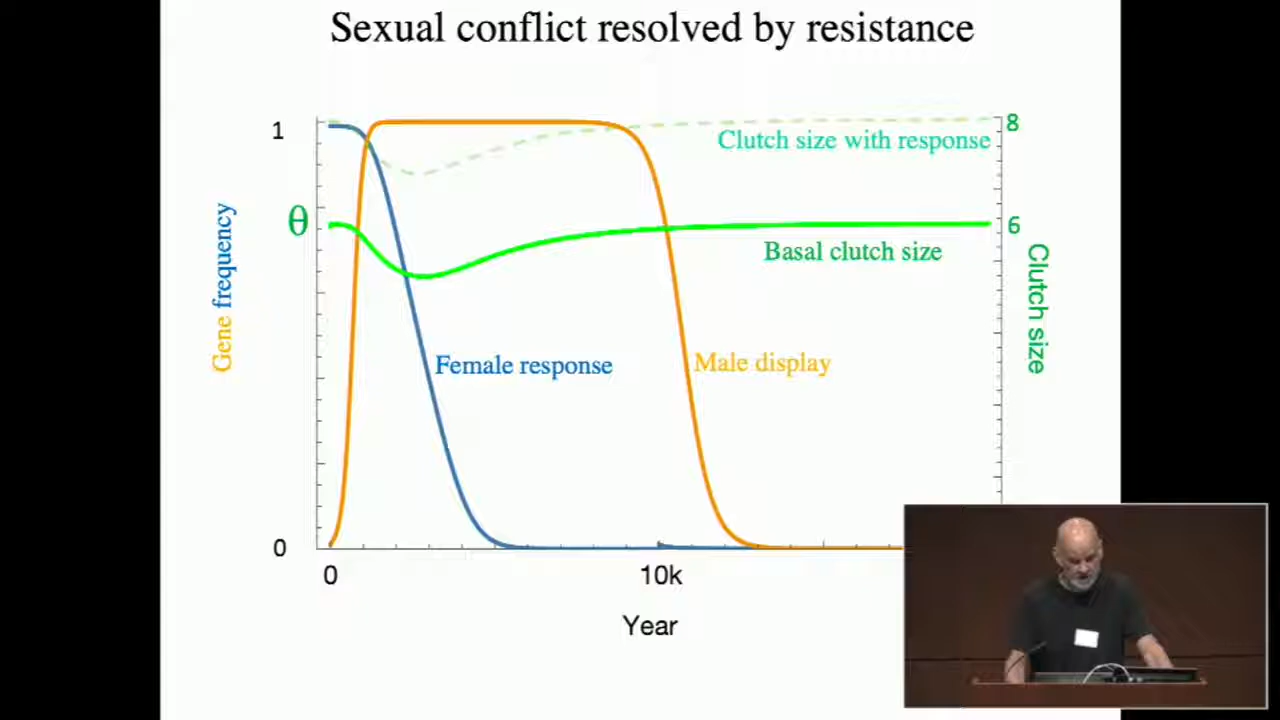 Sexual conflict resolved by resistance
1
8
Clutch size with response
θ
6
Basal clutch size
Gene frequency
Clutch size
Female response
Male display
0
0
10k
Year